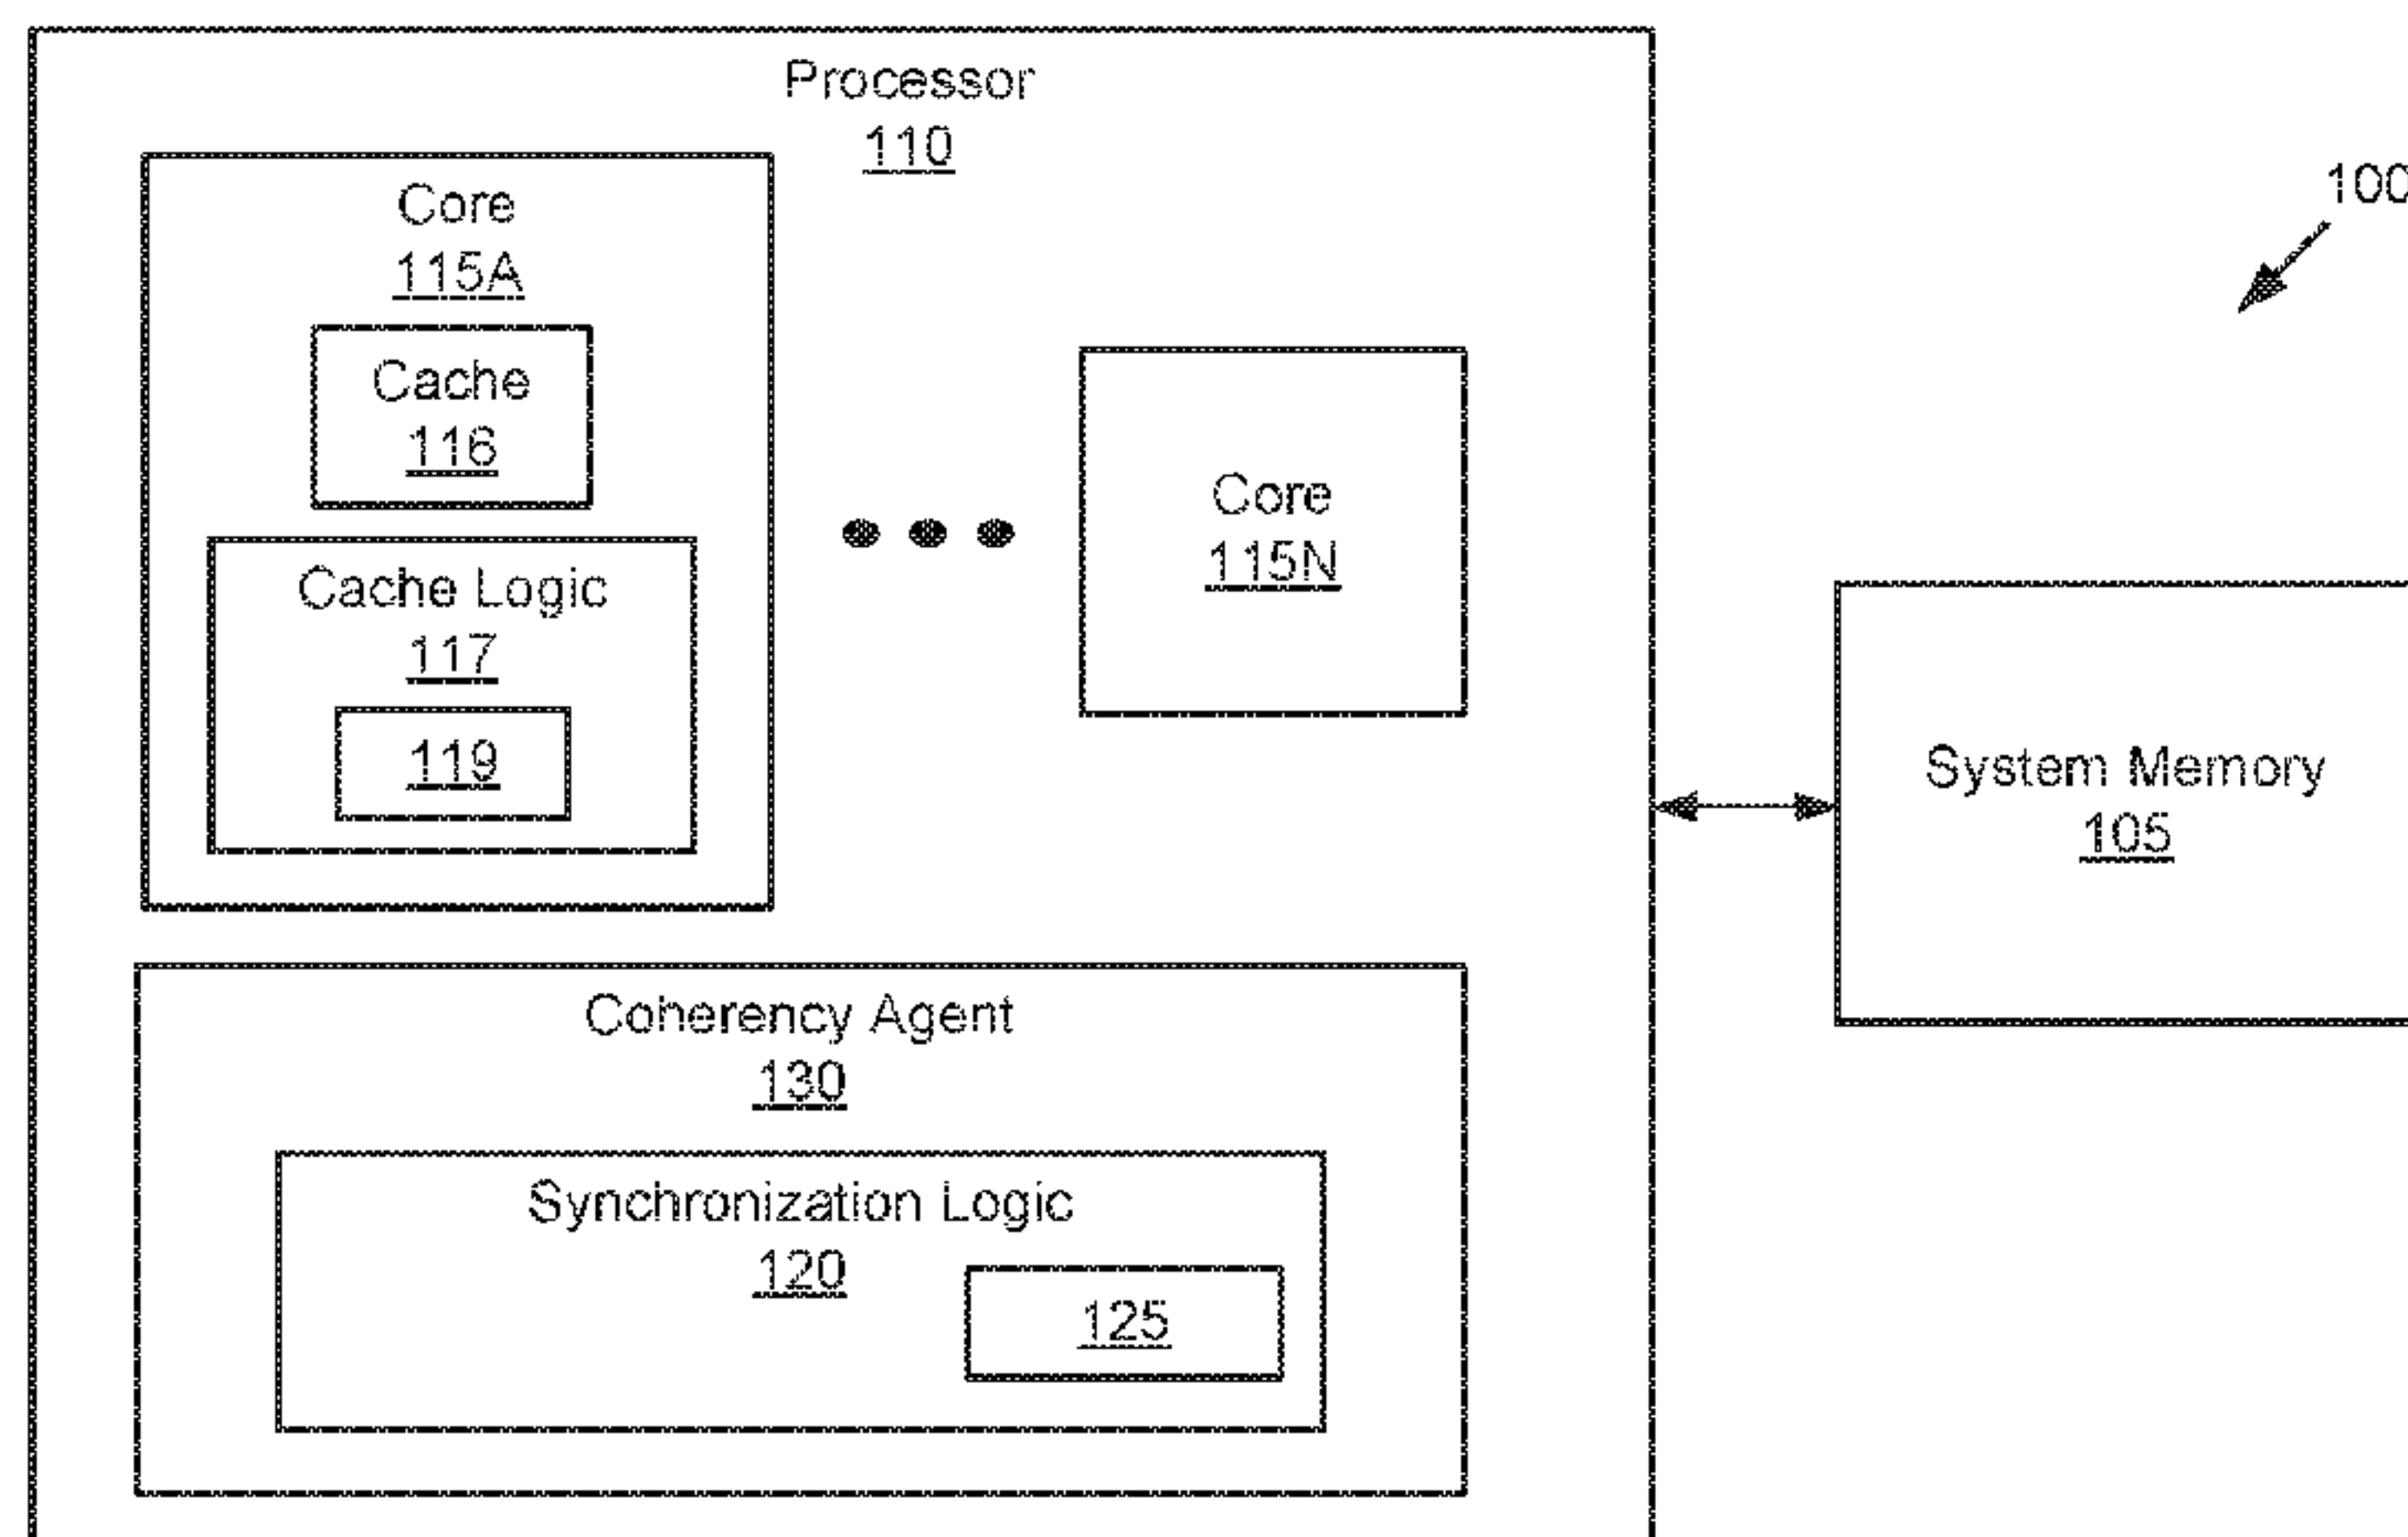 Processor
110
100
Core
115A
Cache
116
Cache Logic
117
119
Core
115N
System Memory
105
Coherency Agent
130
Synchronization Logic
120
125